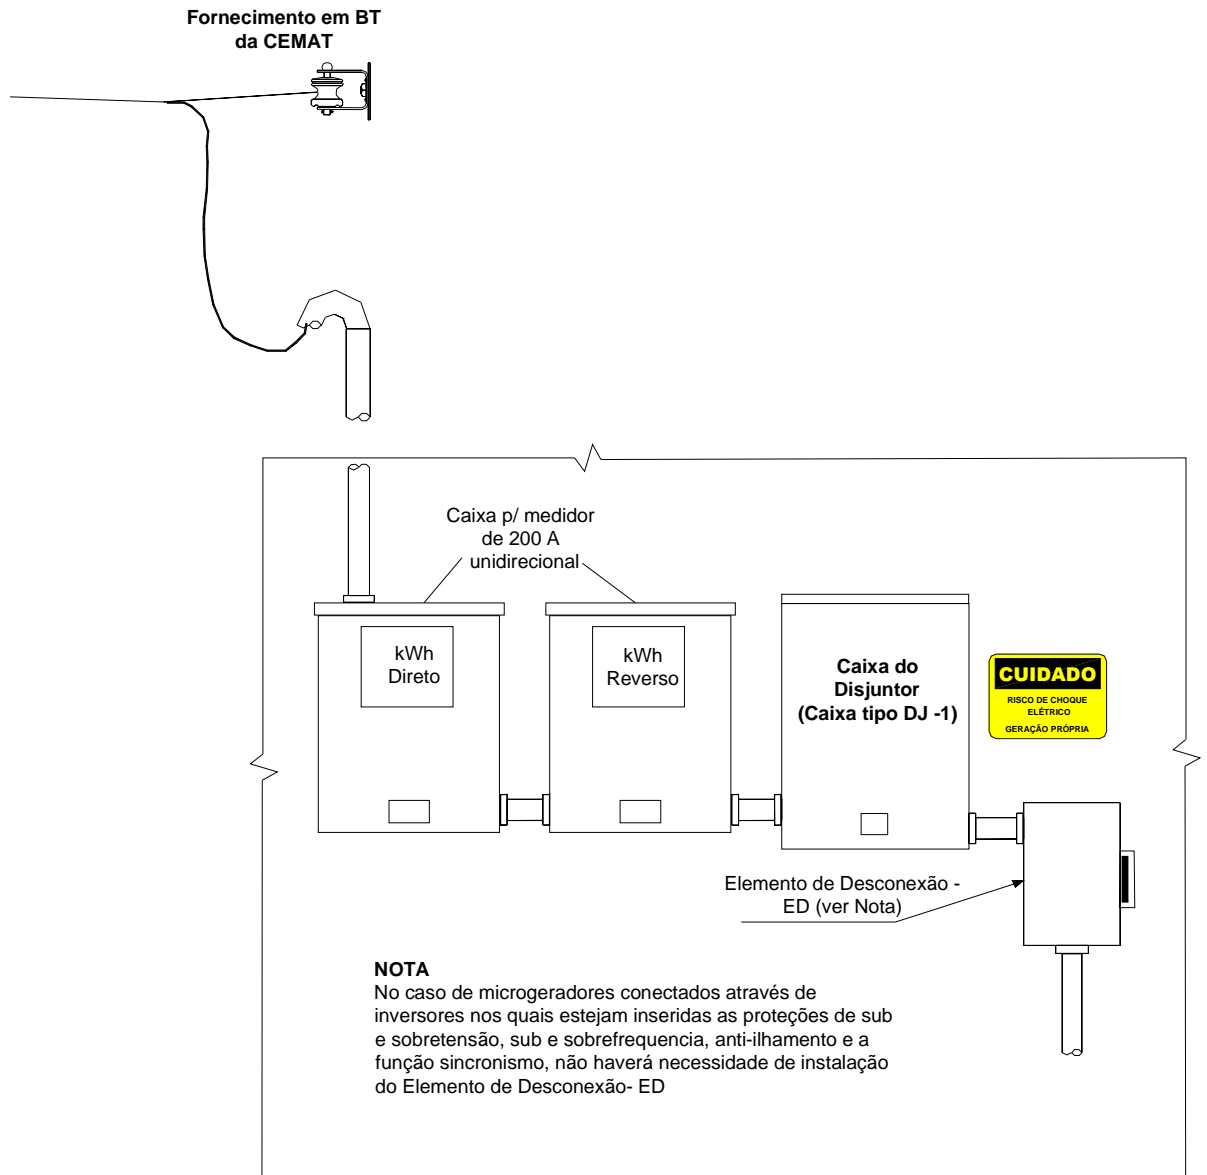 Fornecimento em BT
da CEMAT
Caixa p/ medidor
de 200 A
unidirecional
kWh
Direto
kWh
Reverso
Caixa do
Disjuntor
(Caixa tipo DJ -1)
CUIDADO
RISCO DE CHOQUE
ELÉTRICO
GERAÇÃO PRÓPRIA
Elemento de Desconexão -
ED (ver Nota)
NOTA
No caso de microgeradores conectados através de
inversores nos quais estejam inseridas as proteções de sub
e sobretensão, sub e sobrefrequencia, anti-ilhamento e a
função sincronismo, não haverá necessidade de instalação
do Elemento de Desconexão- ED